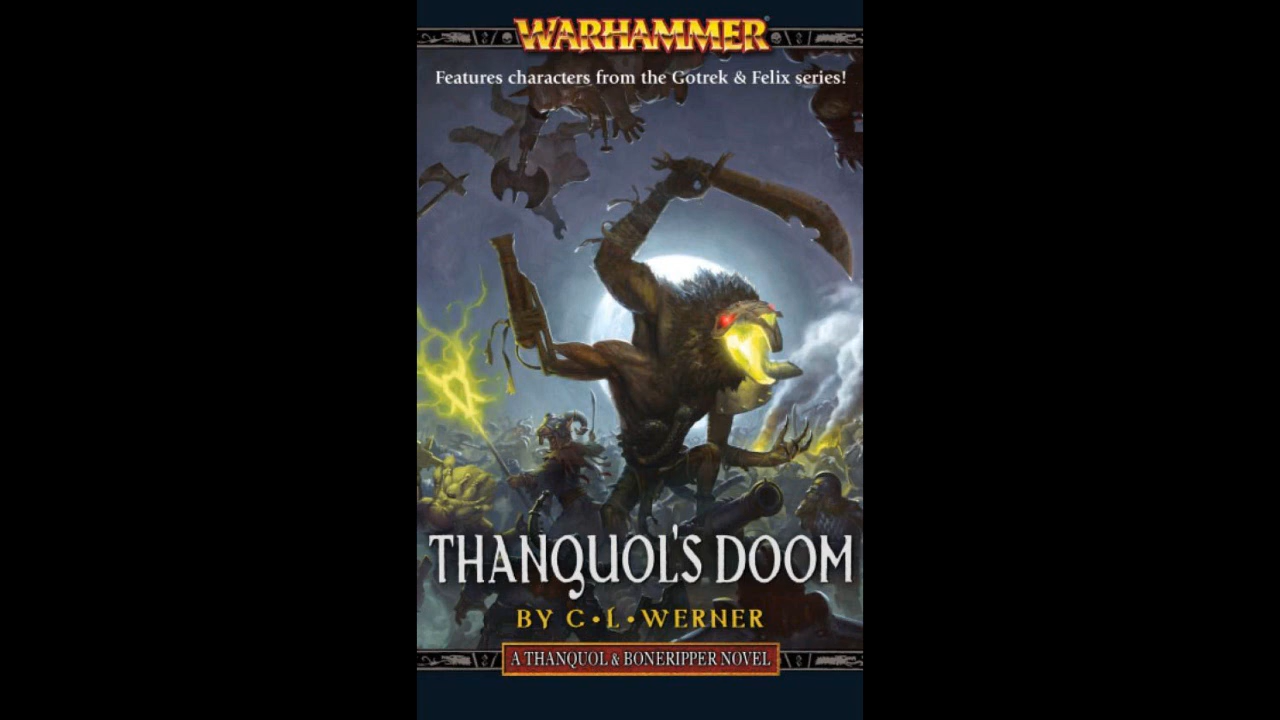 WARHAMMER
Features characters from the Gotrek & Felix series!
THANQUOL'S DOOM
BY C•L•WERNER
A THANQUOL & BONERIPPER NOVEL